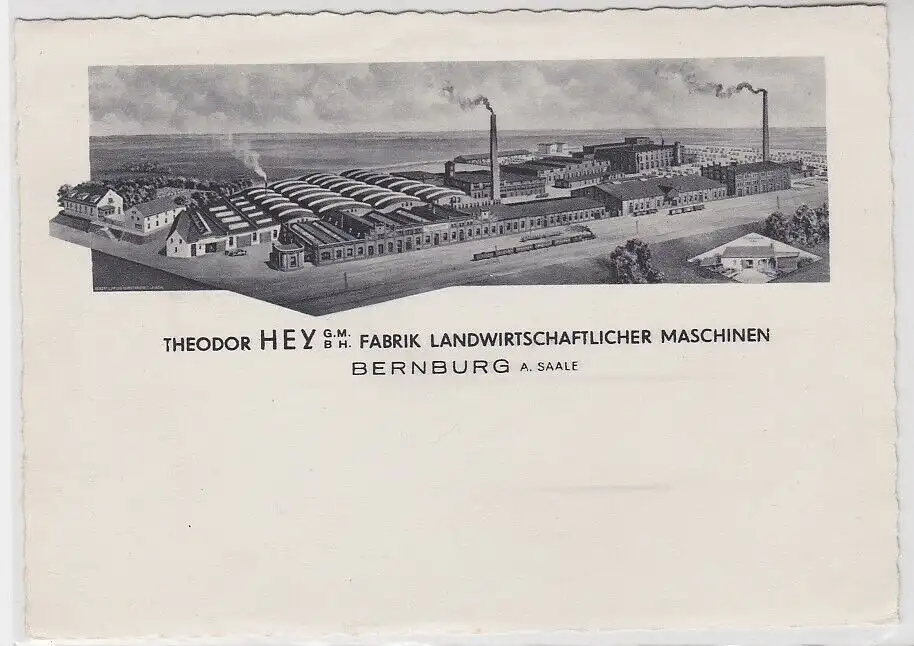 THEODOR HEY G.M.B.H. FABRIK LANDWIRTSCHAFTLICHER MASCHINEN
BERNBURG A. SAALE